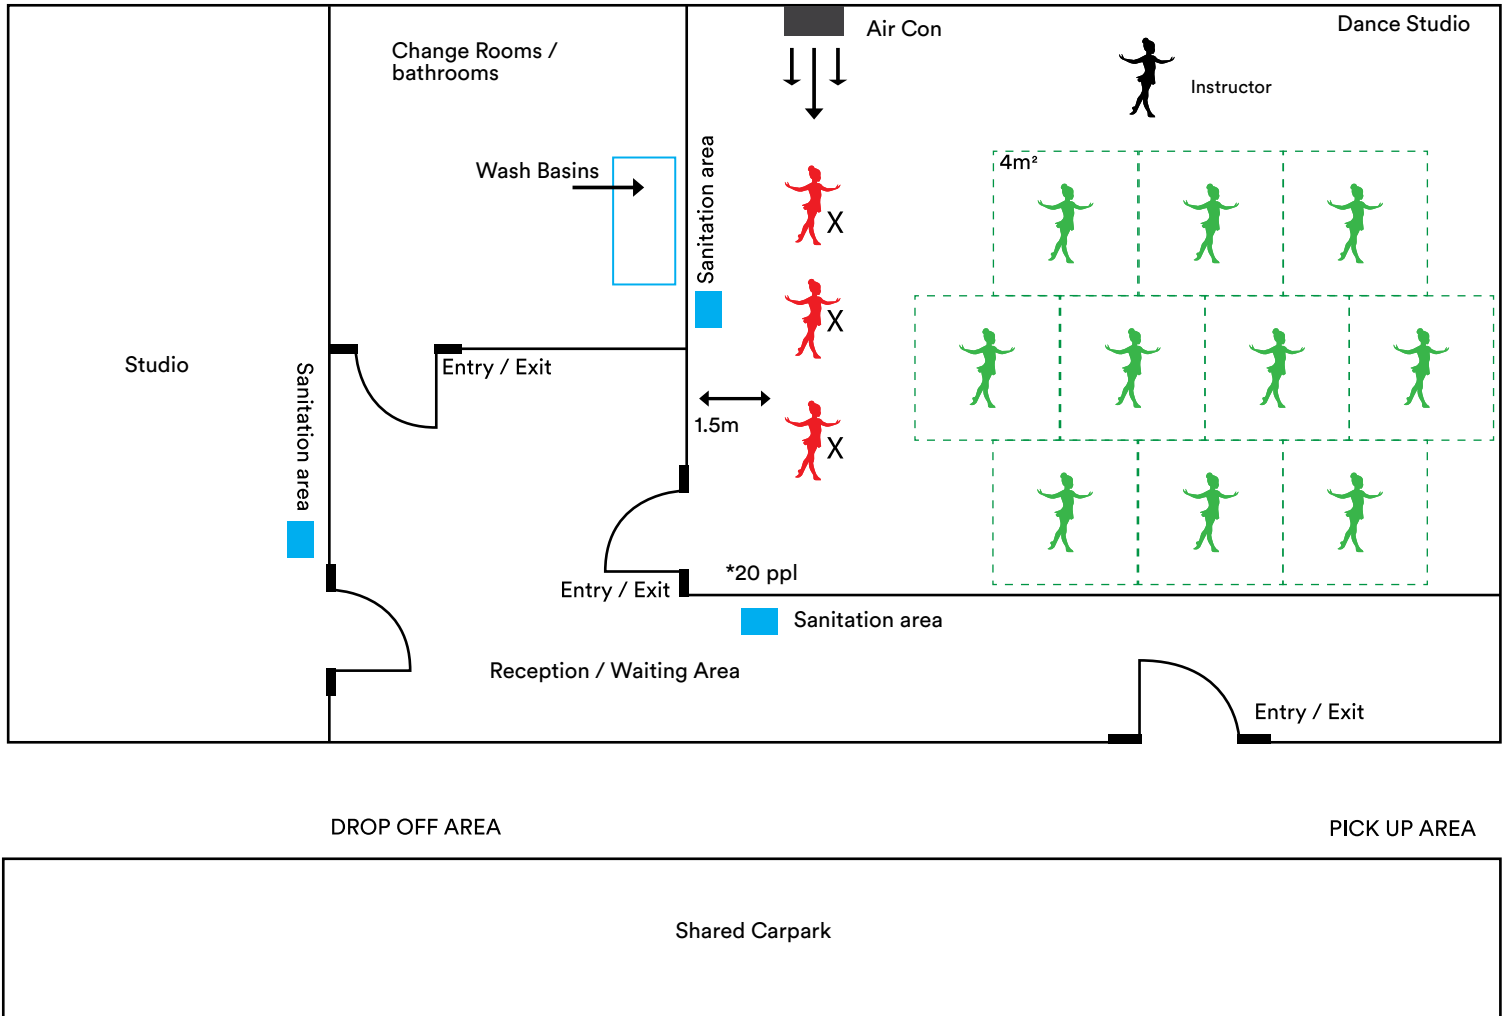 Air Con
Dance Studio
Change Rooms /
bathrooms
Instructor
4m²
Wash Basins
Sanitation area
X
X
Studio
Entry / Exit
Sanitation area
1.5m
X
*20 ppl
Entry / Exit
Sanitation area
Reception / Waiting Area
Entry / Exit
DROP OFF AREA
PICK UP AREA
Shared Carpark